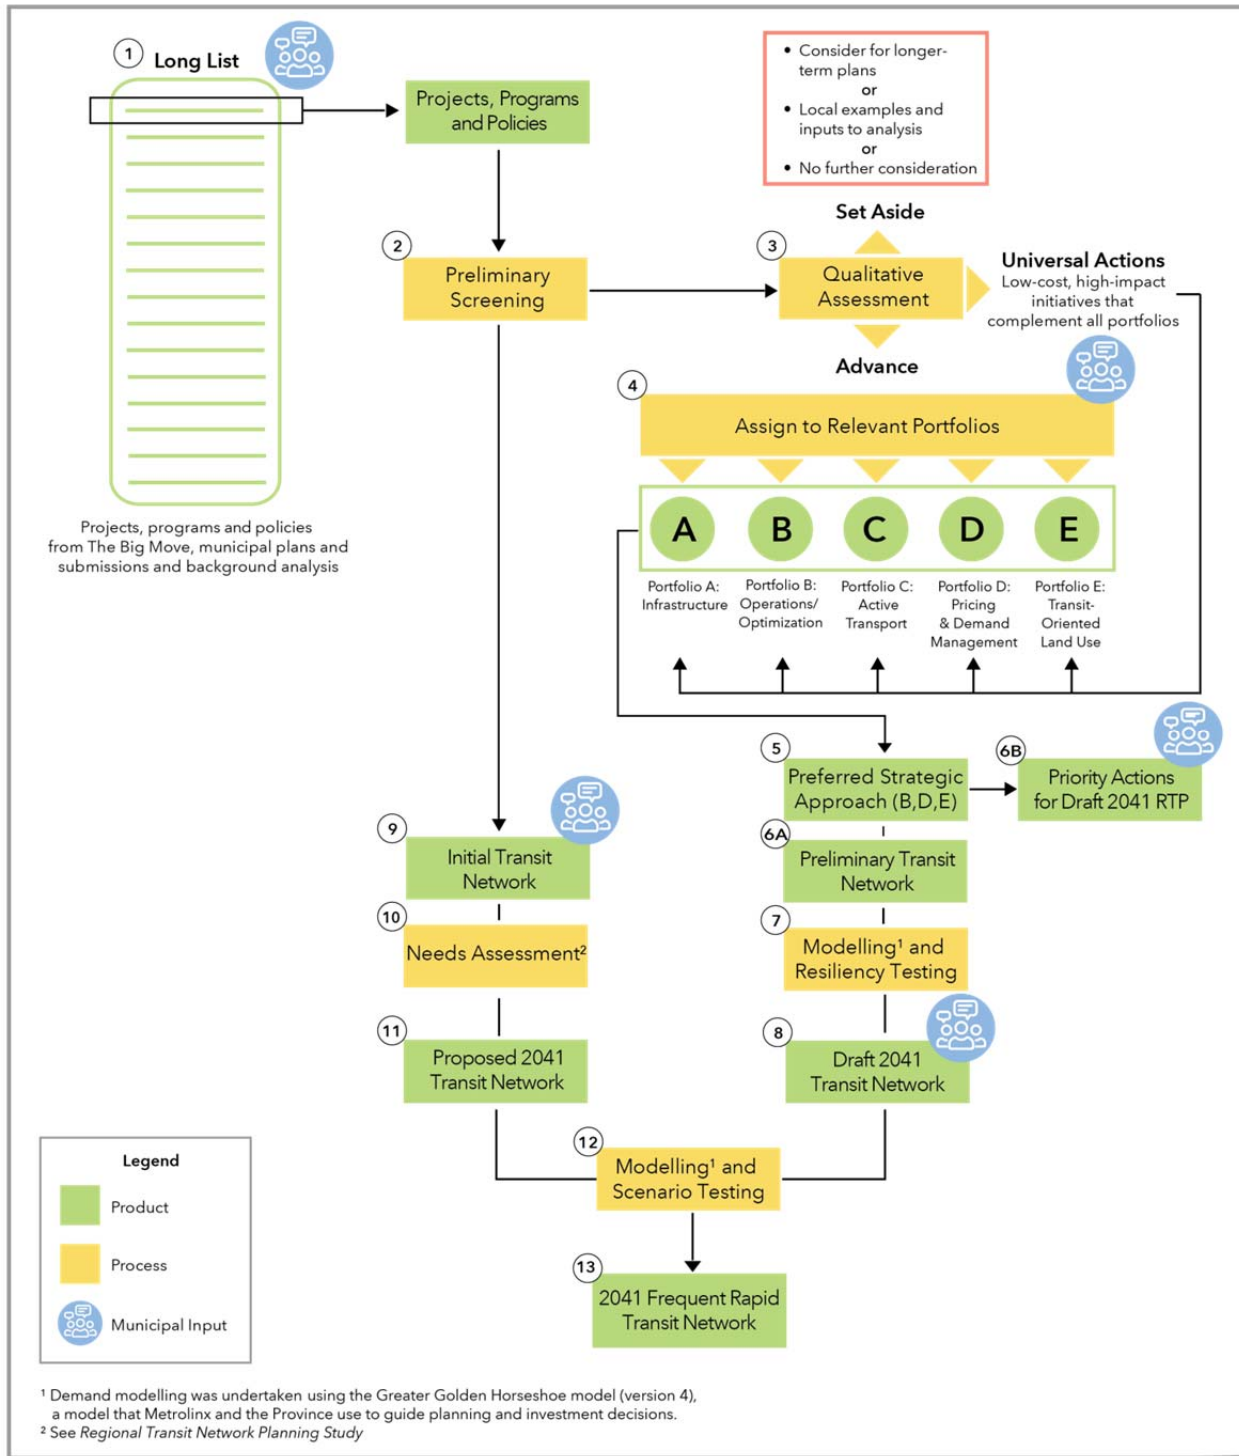 1
Long List
Projects, programs and policies
from The Big Move, municipal plans and
submissions and background analysis
Projects, Programs
and Policies
2
Preliminary
Screening
• Consider for longer-
term plans
or
• Local examples and
inputs to analysis
or
• No further consideration
Set Aside
3
Qualitative
Assessment
Universal Actions
Low-cost, high-impact
initiatives that
complement all portfolios
Advance
4
Assign to Relevant Portfolios
A
B
C
D
E
Portfolio A:
Infrastructure
Portfolio B:
Operations/
Optimization
Portfolio C:
Active
Transport
Portfolio D:
Pricing
& Demand
Management
Portfolio E:
Transit-
Oriented
Land Use
5
Preferred Strategic
Approach (B,D,E)
6B
Priority Actions
for Draft 2041 RTP
6A
Preliminary Transit
Network
7
Modelling¹ and
Resiliency Testing
8
Draft 2041
Transit Network
9
Initial Transit
Network
10
Needs Assessment²
11
Proposed 2041
Transit Network
12
Modelling¹ and
Scenario Testing
13
2041 Frequent Rapid
Transit Network
Legend
Product
Process
Municipal Input
¹ Demand modelling was undertaken using the Greater Golden Horseshoe model (version 4),
a model that Metrolinx and the Province use to guide planning and investment decisions.
² See Regional Transit Network Planning Study